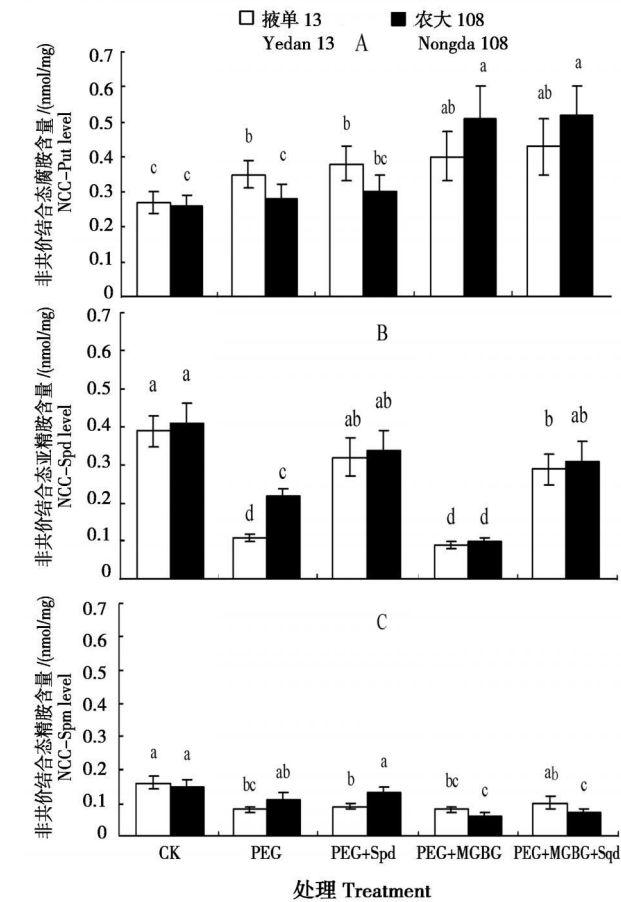 掖单 13
农大 108
Yedan 13
Nongda 108
A
非共价结合态腐胺含量 /(nmol/mg)
NCC-Put level
0.7
0.6
0.5
0.4
0.3
0.2
0.1
0
c
c
b
c
b
bc
ab
a
ab
a
B
非共价结合态亚精胺含量 /(nmol/mg)
NCC-Spd level
0.7
0.6
0.5
0.4
0.3
0.2
0.1
0
a
a
d
c
ab
ab
d
d
b
ab
C
非共价结合态精胺含量 /(nmol/mg)
NCC-Spm level
0.7
0.6
0.5
0.4
0.3
0.2
0.1
0
a
a
bc
ab
b
a
bc
c
ab
c
CK
PEG
PEG+Spd
PEG+MGBG
PEG+MGBG+Sqd
处理 Treatment